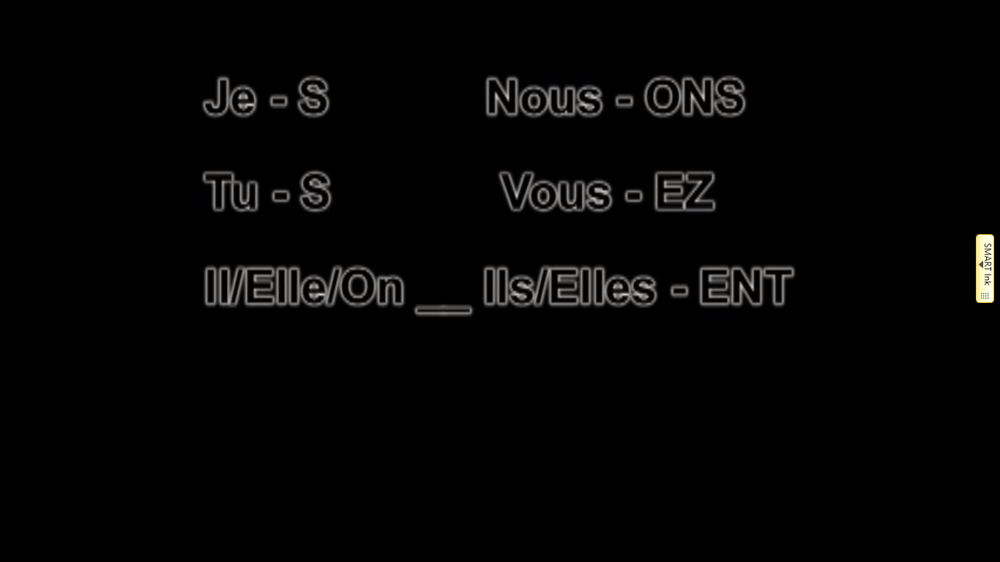 Je - S Nous - ONS
Tu - S Vous - EZ
Il/Elle/On __ Ils/Elles - ENT
SMART Ink